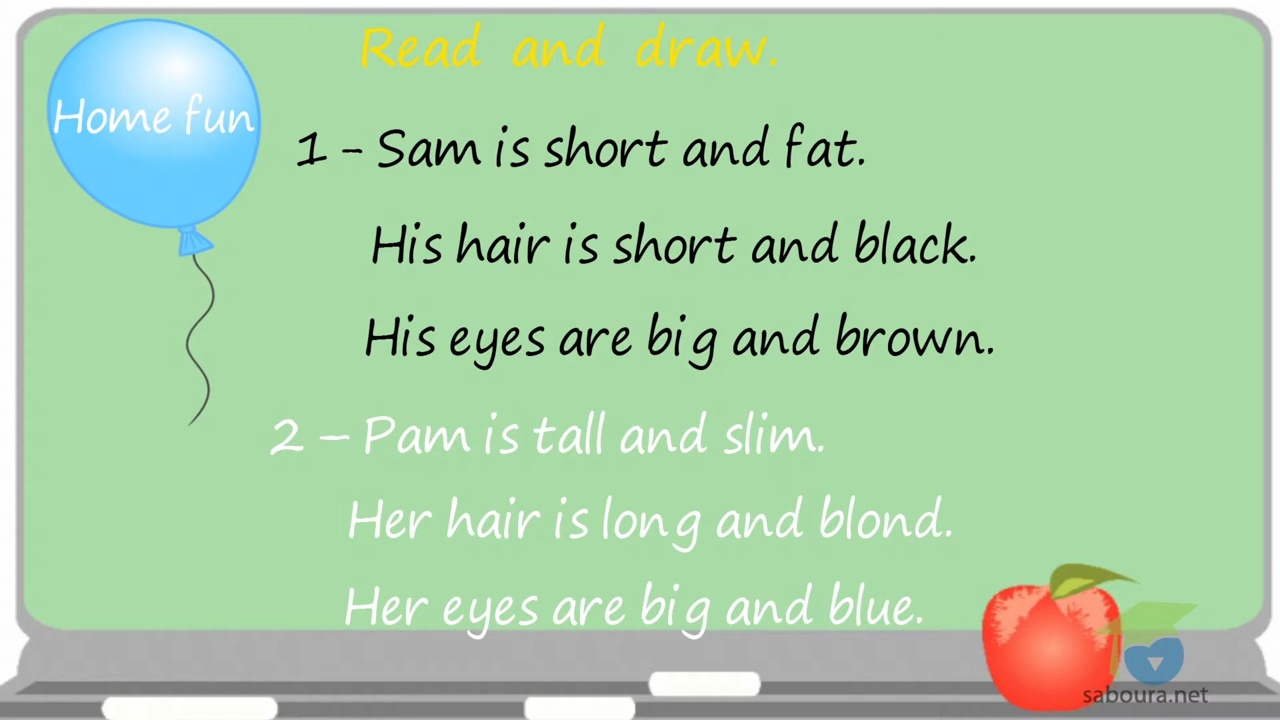 Read and draw.
Home fun
1 - Sam is short and fat.
His hair is short and black.
His eyes are big and brown.
2 – Pam is tall and slim.
Her hair is long and blond.
Her eyes are big and blue.
saboura.net